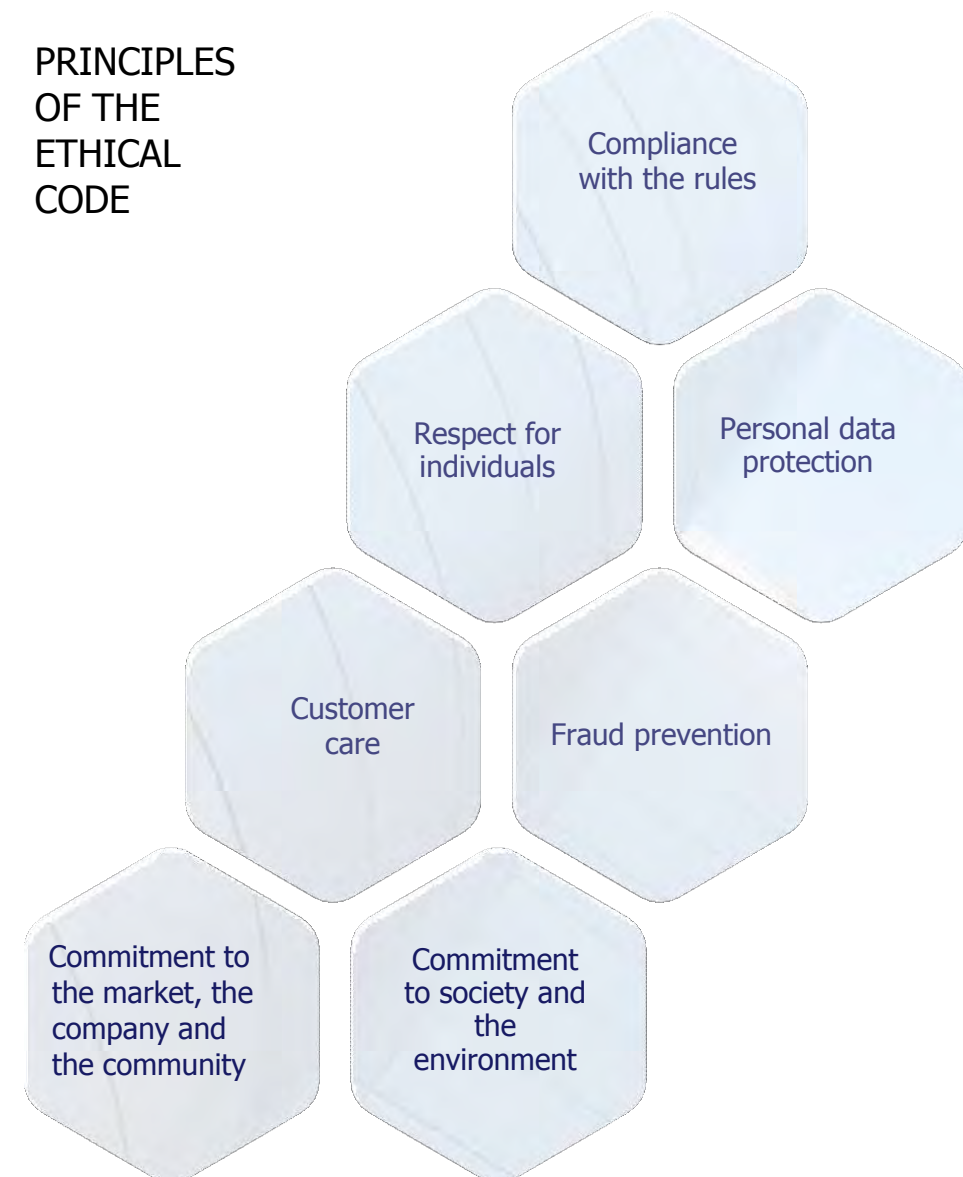 PRINCIPLES
OF THE
ETHICAL
CODE
Compliance
with the rules
Respect for
individuals
Personal data
protection
Customer
care
Fraud prevention
Commitment to
the market, the
company and
the community
Commitment
to society and
the
environment